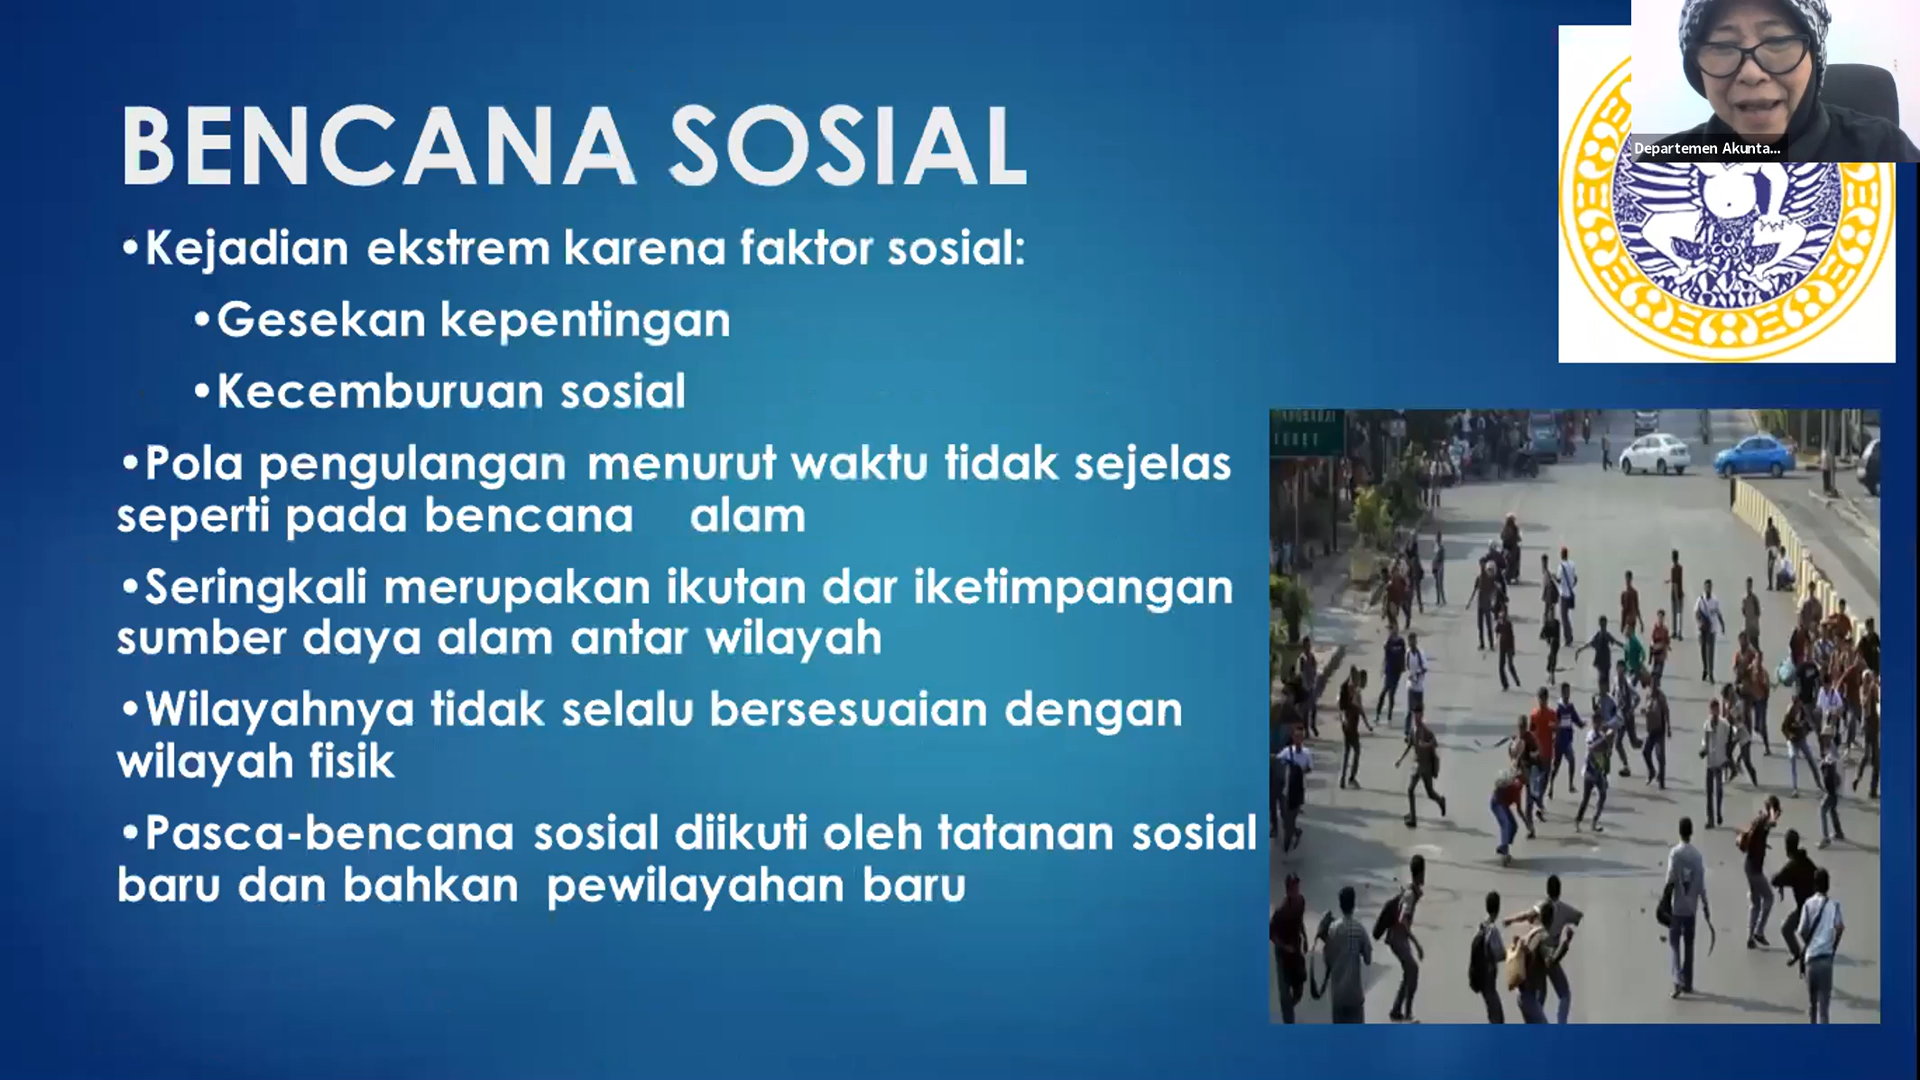 BENCANA SOSIAL
•Kejadian ekstrem karena faktor sosial:
•Gesekan kepentingan
•Kecemburuan sosial
•Pola pengulangan menurut waktu tidak sejelas
seperti pada bencana alam
•Seringkali merupakan ikutan dar iketimpangan
sumber daya alam antar wilayah
•Wilayahnya tidak selalu bersesuaian dengan
wilayah fisik
•Pasca-bencana sosial diikuti oleh tatanan sosial
baru dan bahkan pewilayahan baru
Departemen Akunta...
TEBET